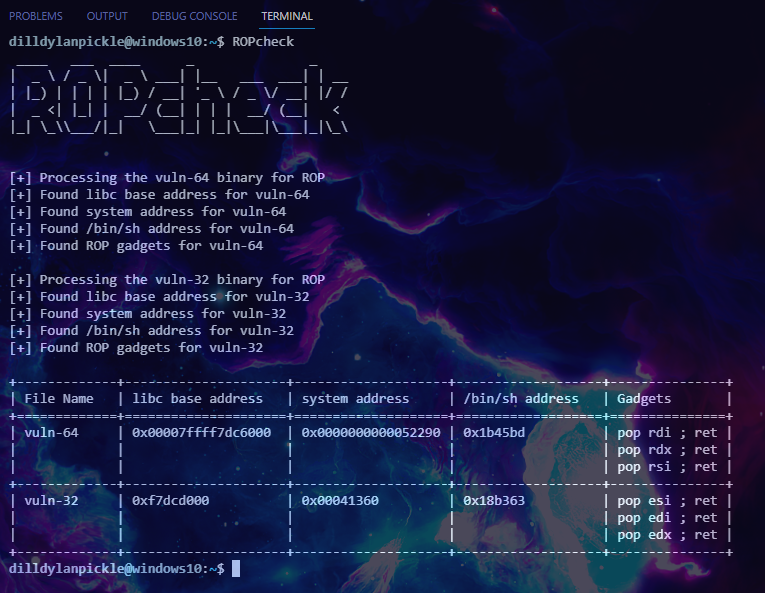 PROBLEMS OUTPUT DEBUG CONSOLE TERMINAL
dilldylanpickle@windows10:~$ ROPcheck
ROPcheck
[+] Processing the vuln-64 binary for ROP
[+] Found libc base address for vuln-64
[+] Found system address for vuln-64
[+] Found /bin/sh address for vuln-64
[+] Found ROP gadgets for vuln-64
[+] Processing the vuln-32 binary for ROP
[+] Found libc base address for vuln-32
[+] Found system address for vuln-32
[+] Found /bin/sh address for vuln-32
[+] Found ROP gadgets for vuln-32
+-------------+----------------------+--------------------+-------------------+---------------+
| File Name | libc base address | system address | /bin/sh address | Gadgets |
+=============+======================+====================+===================+===============+
| vuln-64 | 0x00007ffff7dc6000 | 0x0000000000052290 | 0x1b45bd | pop rdi ; ret |
| | | | | pop rdx ; ret |
| | | | | pop rsi ; ret |
+-------------+----------------------+--------------------+-------------------+---------------+
| vuln-32 | 0xf7dcd000 | 0x00041360 | 0x18b363 | pop esi ; ret |
| | | | | pop edi ; ret |
| | | | | pop edx ; ret |
+-------------+----------------------+--------------------+-------------------+---------------+
dilldylanpickle@windows10:~$